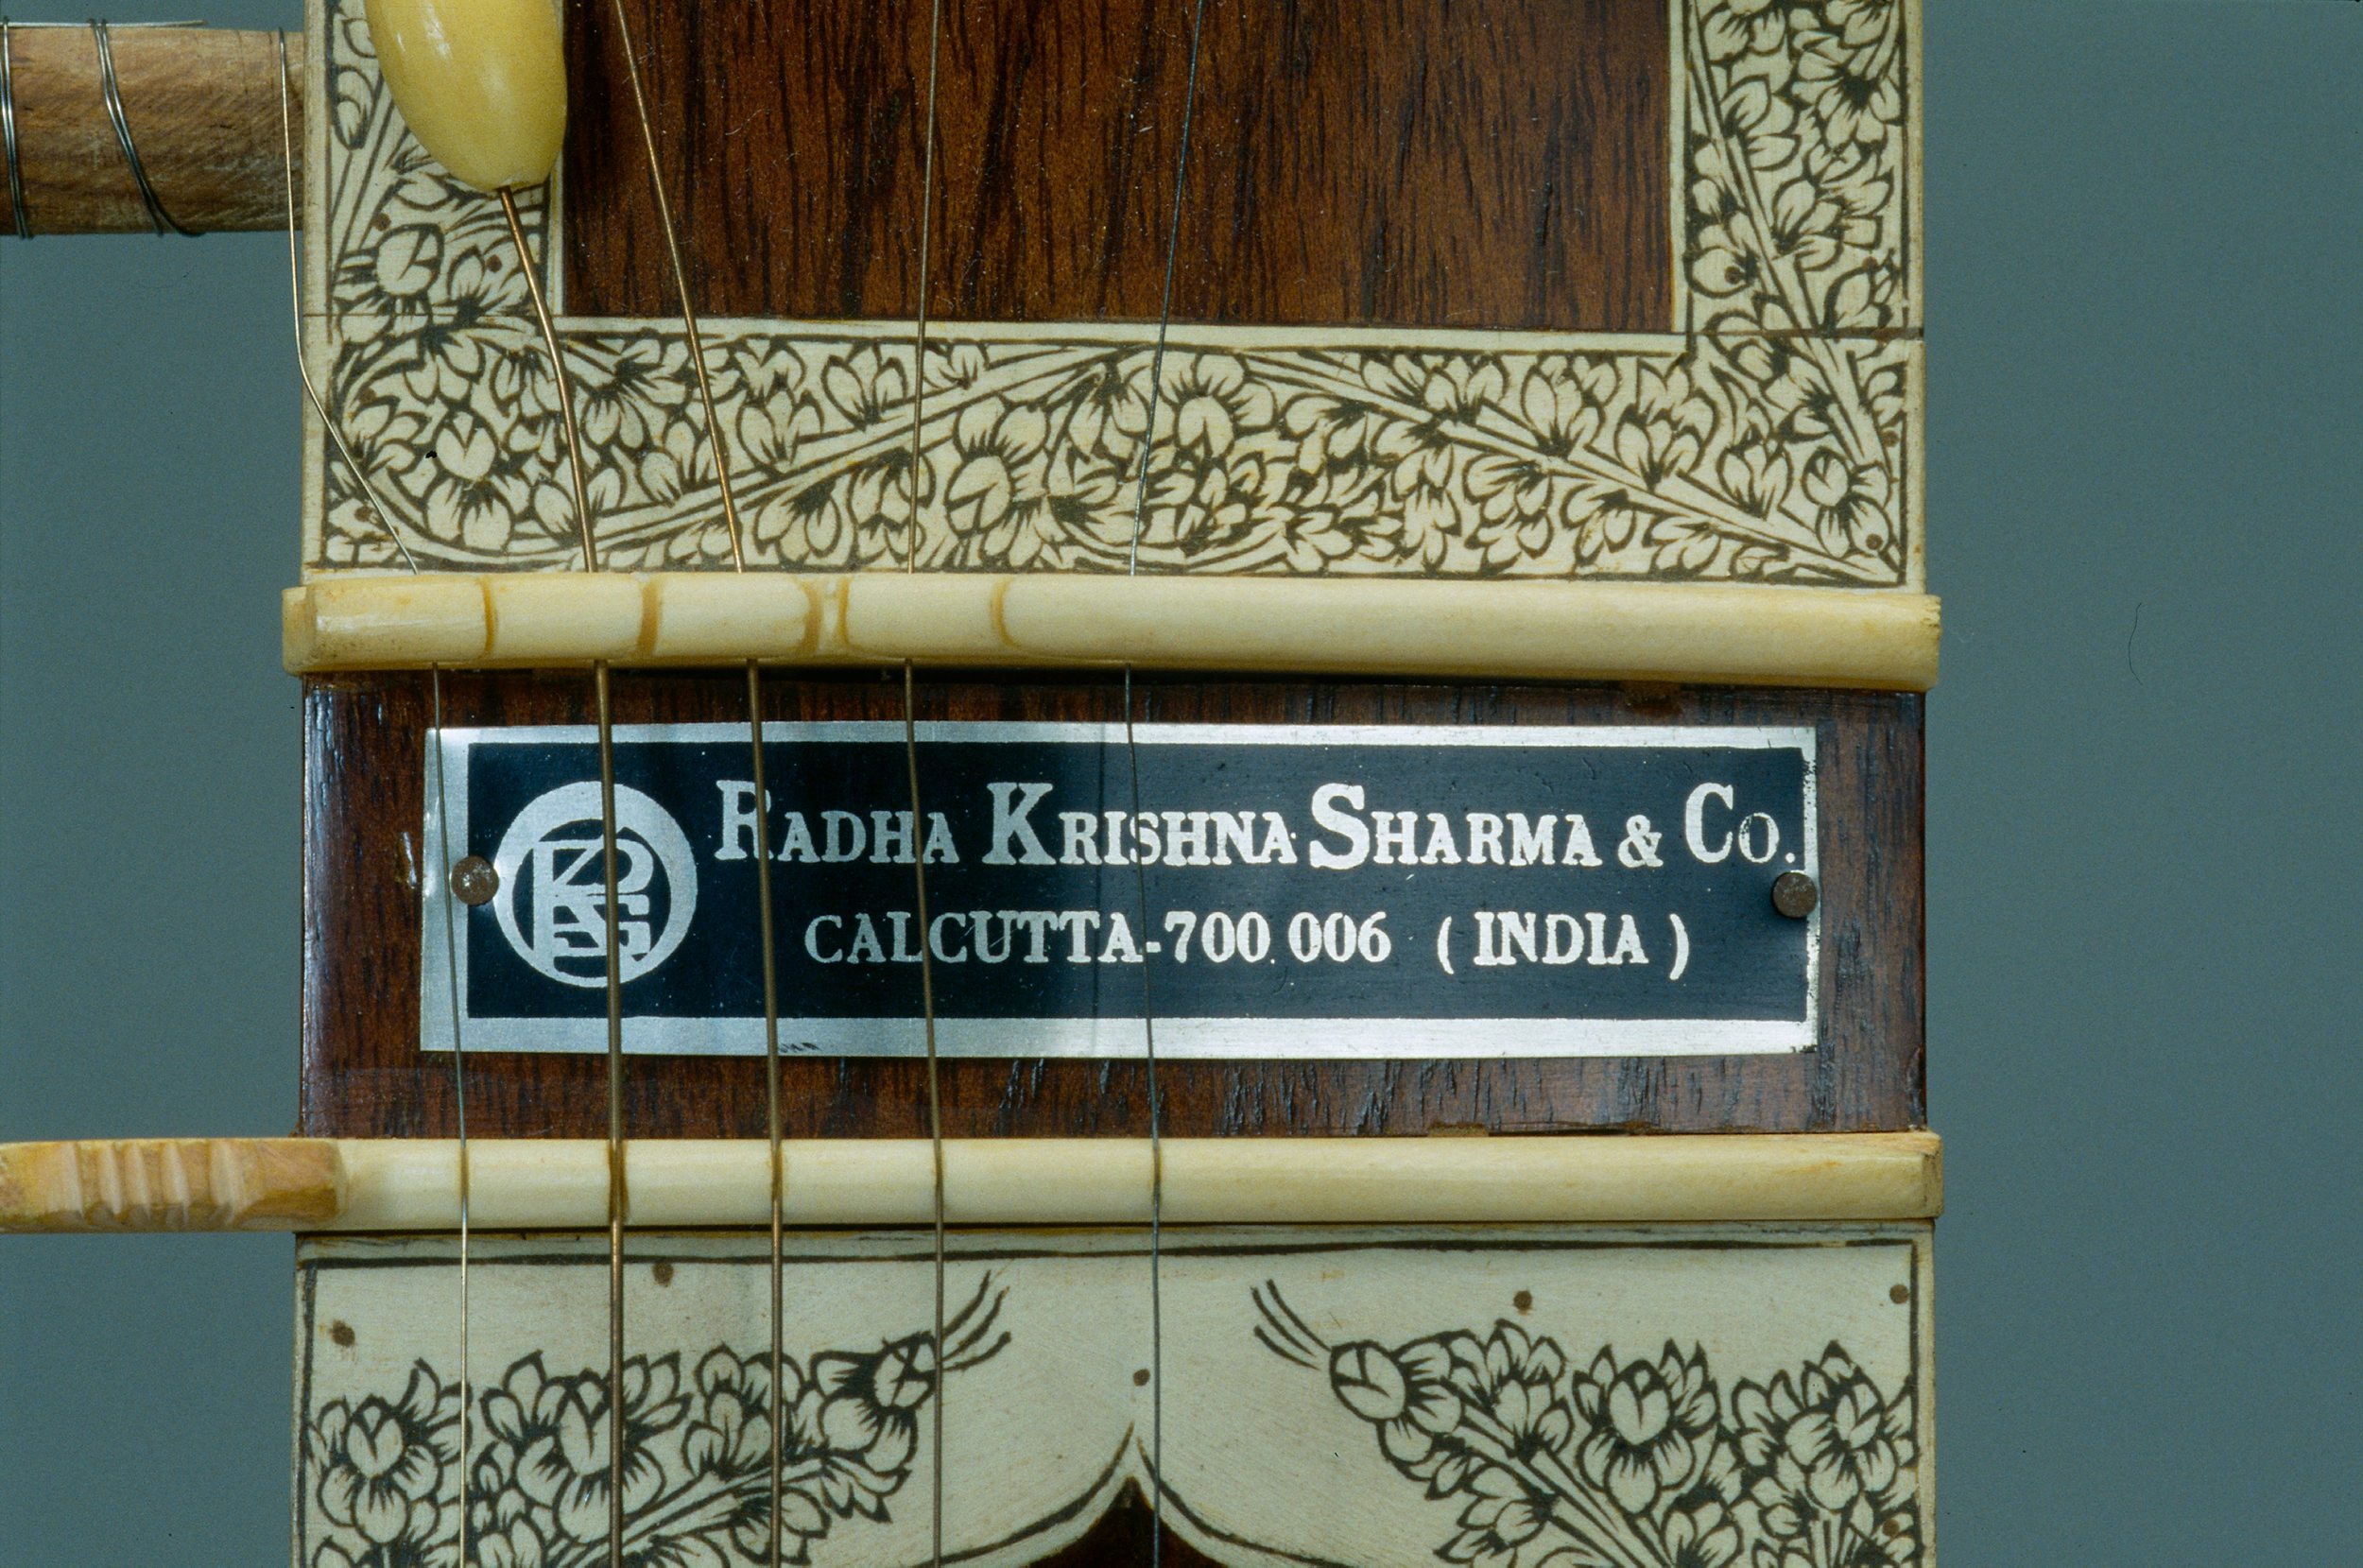 RADHA KRISHNA SHARMA & CO.
CALCUTTA-700 006 (INDIA)